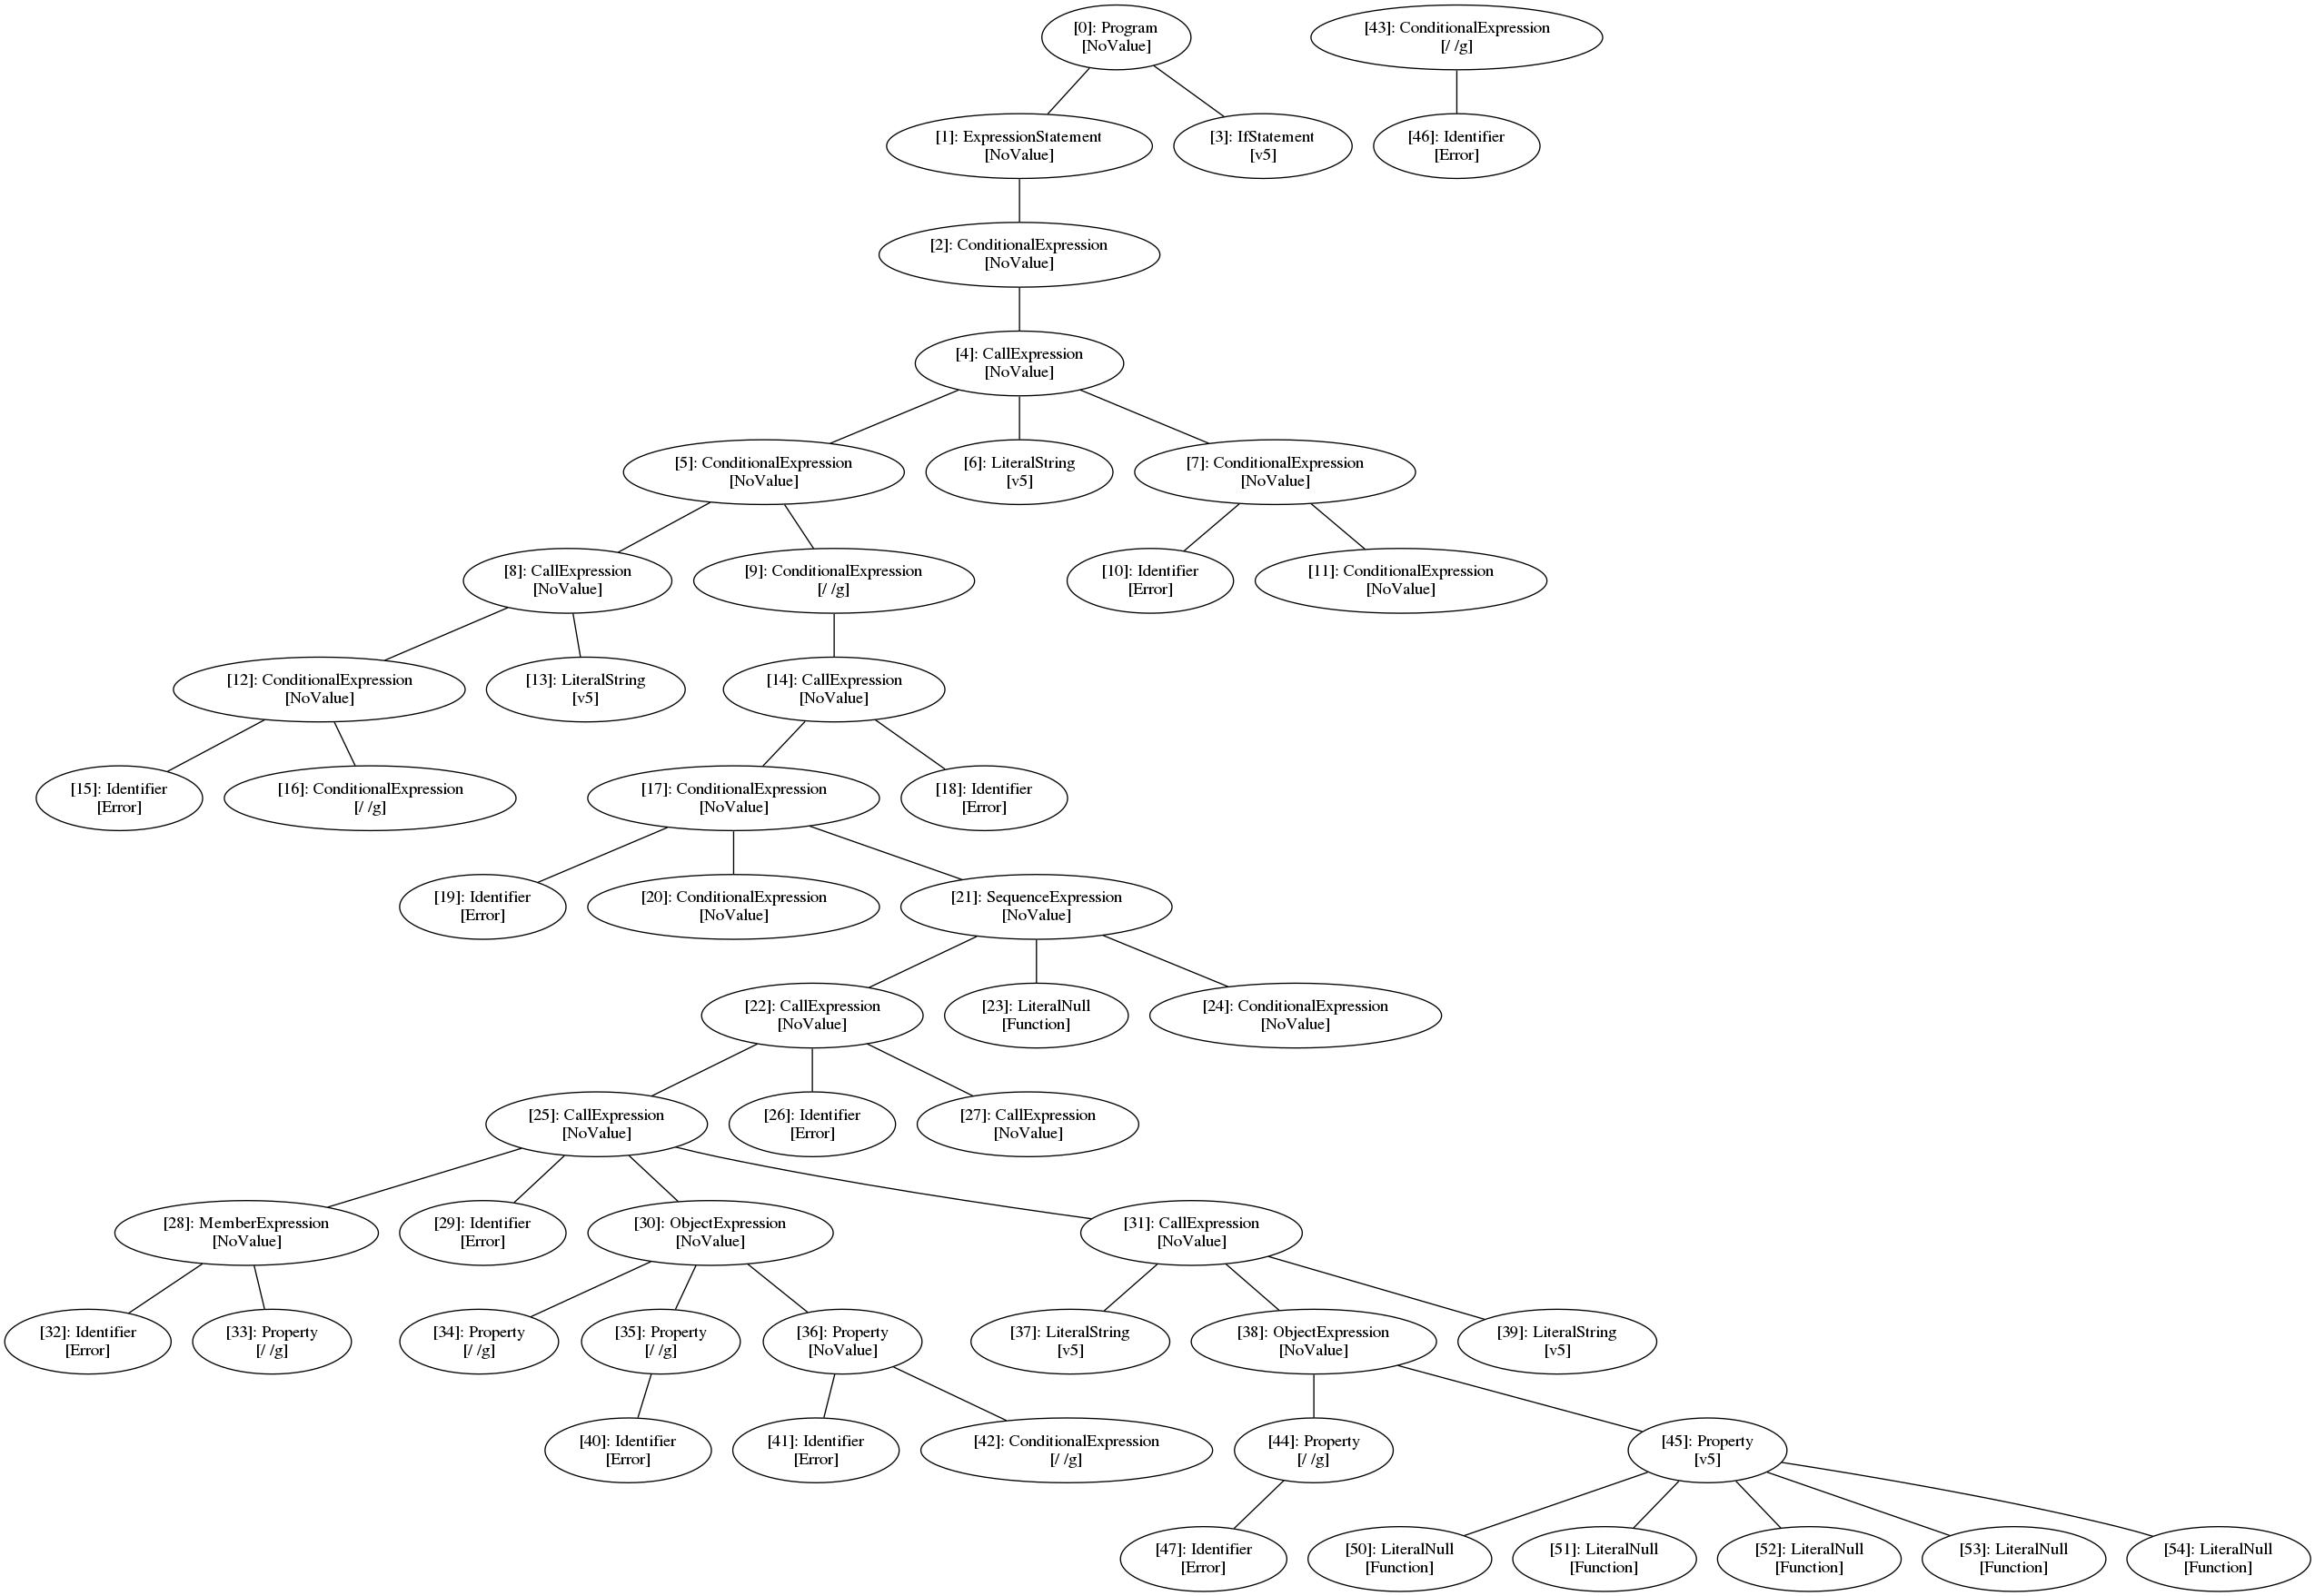 [0]: Program
[NoValue]
[43]: ConditionalExpression
[/ /g]
[1]: ExpressionStatement
[NoValue]
[3]: IfStatement
[v5]
[46]: Identifier
[Error]
[2]: ConditionalExpression
[NoValue]
[4]: CallExpression
[NoValue]
[5]: ConditionalExpression
[NoValue]
[6]: LiteralString
[v5]
[7]: ConditionalExpression
[NoValue]
[8]: CallExpression
[NoValue]
[9]: ConditionalExpression
[/ /g]
[10]: Identifier
[Error]
[11]: ConditionalExpression
[NoValue]
[12]: ConditionalExpression
[NoValue]
[13]: LiteralString
[v5]
[14]: CallExpression
[NoValue]
[15]: Identifier
[Error]
[16]: ConditionalExpression
[/ /g]
[17]: ConditionalExpression
[NoValue]
[18]: Identifier
[Error]
[19]: Identifier
[Error]
[20]: ConditionalExpression
[NoValue]
[21]: SequenceExpression
[NoValue]
[22]: CallExpression
[NoValue]
[23]: LiteralNull
[Function]
[24]: ConditionalExpression
[NoValue]
[25]: CallExpression
[NoValue]
[26]: Identifier
[Error]
[27]: CallExpression
[NoValue]
[28]: MemberExpression
[NoValue]
[29]: Identifier
[Error]
[30]: ObjectExpression
[NoValue]
[31]: CallExpression
[NoValue]
[32]: Identifier
[Error]
[33]: Property
[/ /g]
[34]: Property
[/ /g]
[35]: Property
[/ /g]
[36]: Property
[NoValue]
[37]: LiteralString
[v5]
[38]: ObjectExpression
[NoValue]
[39]: LiteralString
[v5]
[40]: Identifier
[Error]
[41]: Identifier
[Error]
[42]: ConditionalExpression
[/ /g]
[44]: Property
[/ /g]
[45]: Property
[v5]
[47]: Identifier
[Error]
[50]: LiteralNull
[Function]
[51]: LiteralNull
[Function]
[52]: LiteralNull
[Function]
[53]: LiteralNull
[Function]
[54]: LiteralNull
[Function]